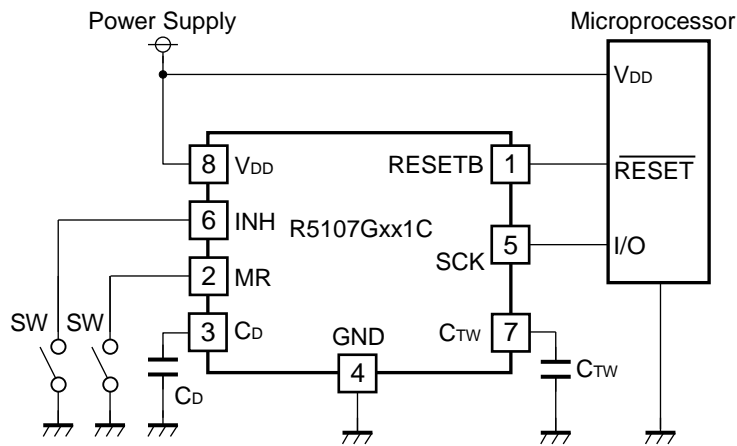 Power Supply
Microprocessor
VDD
8
VDD
RESETB
1
RESET
6
INH
R5107Gxx1C
5
SCK
I/O
2
MR
SW
SW
3
CD
GND
CTW
7
4
CD
CTW